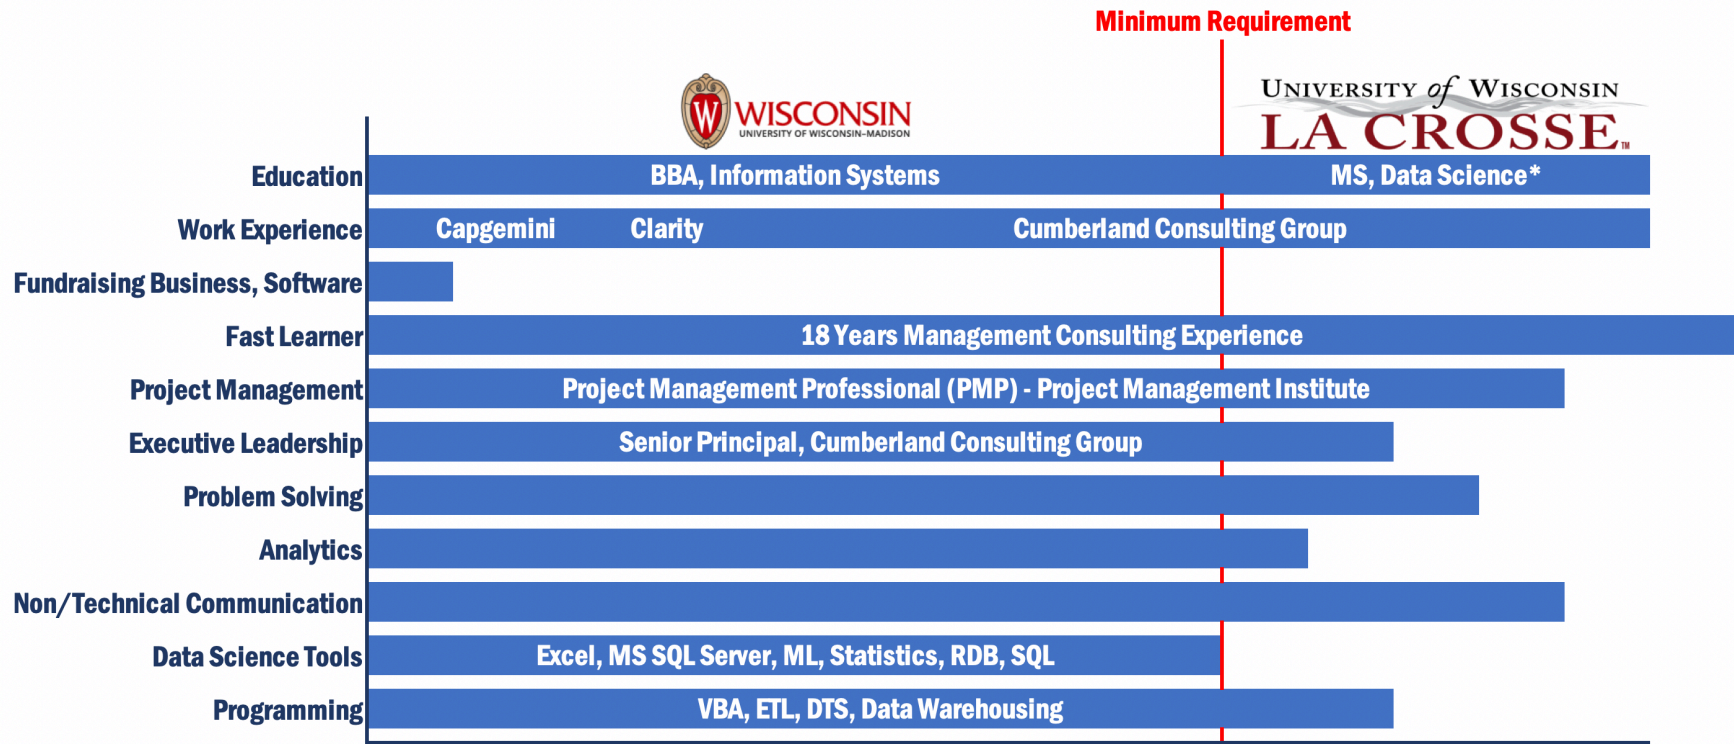 Minimum Requirement
W WISCONSIN
UNIVERSITY OF WISCONSIN–MADISON
UNIVERSITY of WISCONSIN
LA CROSSE™
Education BBA, Information Systems MS, Data Science*
Work Experience Capgemini Clarity Cumberland Consulting Group
Fundraising Business, Software
Fast Learner 18 Years Management Consulting Experience
Project Management Project Management Professional (PMP) - Project Management Institute
Executive Leadership Senior Principal, Cumberland Consulting Group
Problem Solving
Analytics
Non/Technical Communication
Data Science Tools Excel, MS SQL Server, ML, Statistics, RDB, SQL
Programming VBA, ETL, DTS, Data Warehousing